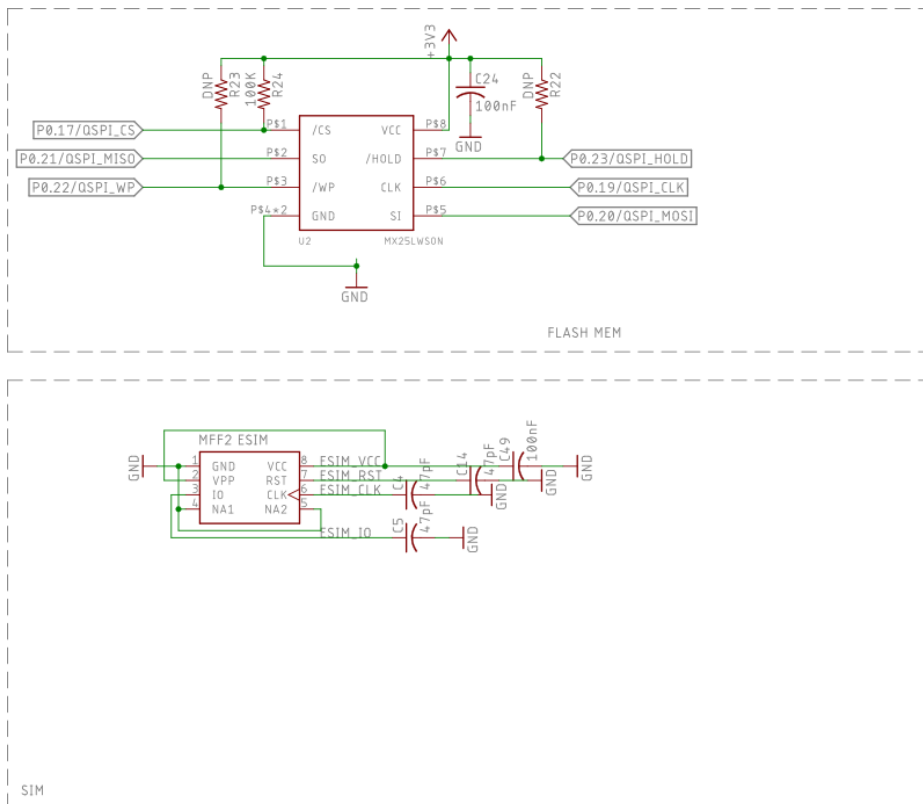 +3V3
DNP
R23
100K
R24
C24
100nF
DNP
R22
GND
P0.17/QSPI_CS
P$1
/CS
VCC
P$8
P0.21/QSPI_MISO
P$2
SO
/HOLD
P$7
P0.23/QSPI_HOLD
P0.22/QSPI_WP
P$3
/WP
CLK
P$6
P0.19/QSPI_CLK
P$4*2
GND
SI
P$5
P0.20/QSPI_MOSI
U2
MX25LWSON
GND
FLASH MEM
MFF2 ESIM
GND
1
GND
VCC
8
ESIM_VCC
C49
100nF
GND
2
VPP
RST
7
ESIM_RST
C14
47pF
GND
3
IO
CLK
6
ESIM_CLK
C4
47pF
GND
4
NA1
NA2
5
ESIM_IO
C5
47pF
GND
SIM